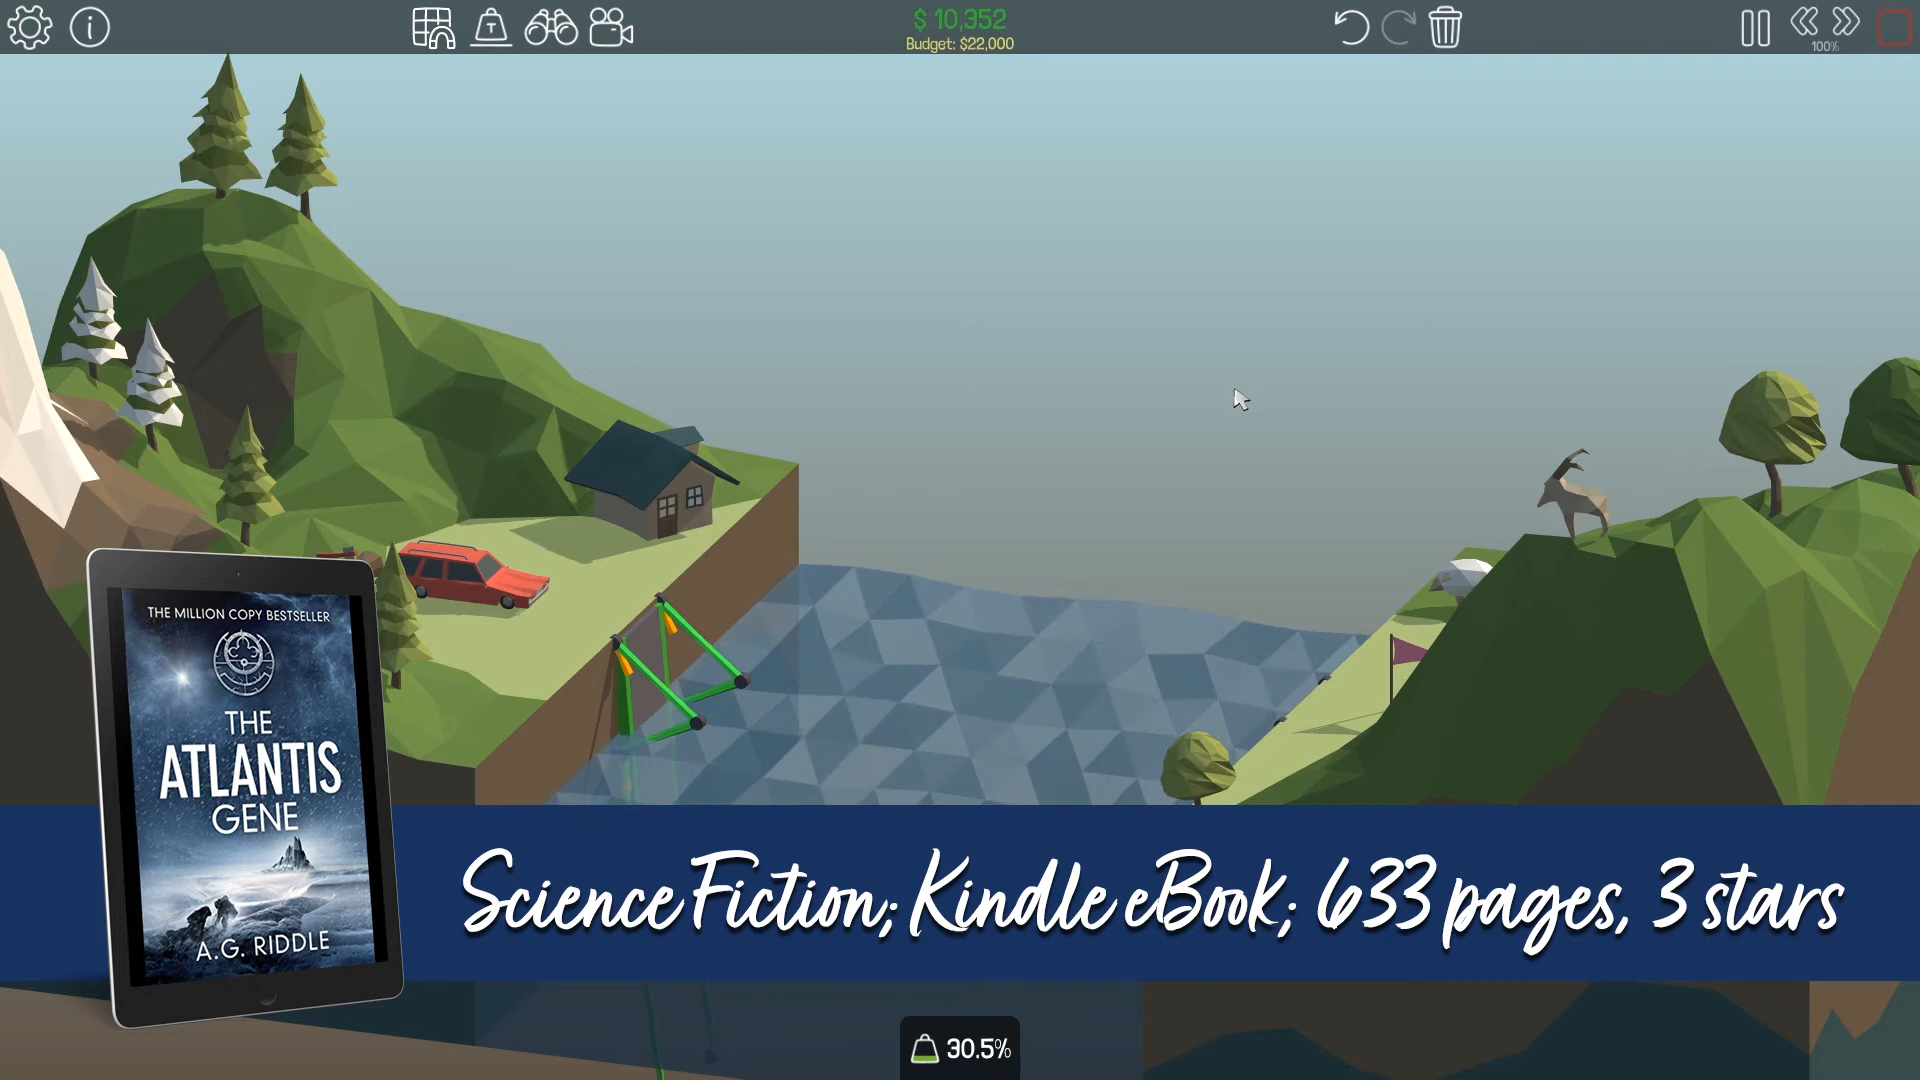 $ 10,352
Budget: $22,000
100%
THE MILLION COPY BESTSELLER
THE
ATLANTIS
GENE
A.G. RIDDLE
Science Fiction; Kindle eBook; 633 pages, 3 stars
30.5%